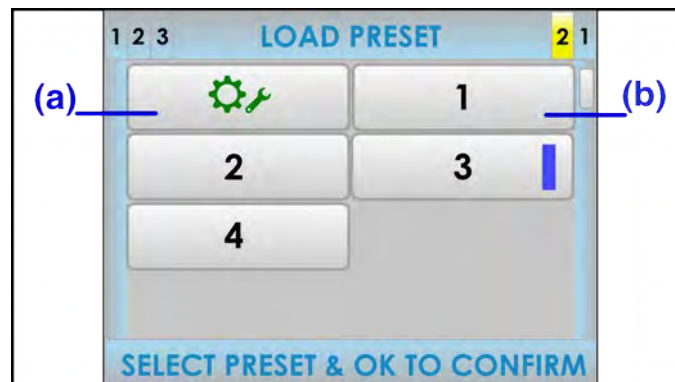 1 2 3 LOAD PRESET 2 1
(a) 1 (b)
2 3
4
SELECT PRESET & OK TO CONFIRM